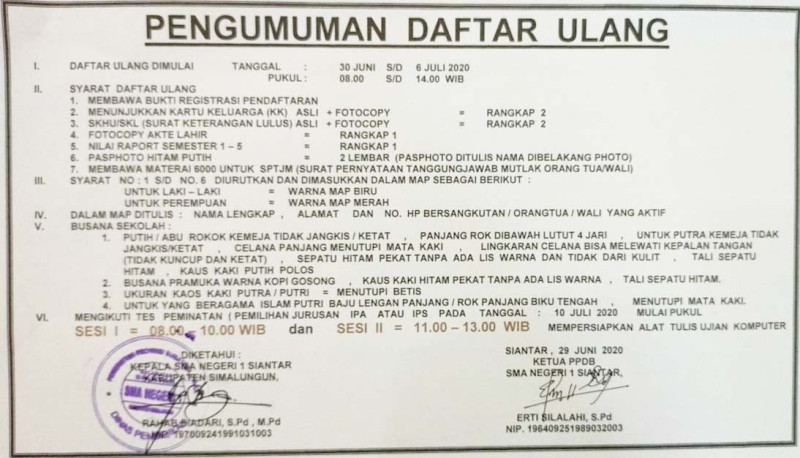 PENGUMUMAN DAFTAR ULANG
I. DAFTAR ULANG DIMULAI TANGGAL : 30 JUNI S/D 6 JULI 2020
PUKUL : 08.00 S/D 14.00 WIB
II. SYARAT DAFTAR ULANG
1. MEMBAWA BUKTI REGISTRASI PENDAFTARAN
2. MENUNJUKKAN KARTU KELUARGA (KK) ASLI + FOTOCOPY = RANGKAP 2
3. SKHU/SKL (SURAT KETERANGAN LULUS) ASLI + FOTOCOPY = RANGKAP 2
4. FOTOCOPY AKTE LAHIR = RANGKAP 1
5. NILAI RAPORT SEMESTER 1 – 5 = RANGKAP 1
6. PASPHOTO HITAM PUTIH = 2 LEMBAR (PASPHOTO DITULIS NAMA DIBELAKANG PHOTO)
7. MEMBAWA MATERAI 6000 UNTUK SPTJM (SURAT PERNYATAAN TANGGUNGJAWAB MUTLAK ORANG TUA/WALI)
III. SYARAT NO : 1 S/D NO. 6 DIURUTKAN DAN DIMASUKKAN DALAM MAP SEBAGAI BERIKUT :
UNTUK LAKI – LAKI = WARNA MAP BIRU
UNTUK PEREMPUAN = WARNA MAP MERAH
IV. DALAM MAP DITULIS : NAMA LENGKAP , ALAMAT DAN NO. HP BERSANGKUTAN / ORANGTUA / WALI YANG AKTIF
V. BUSANA SEKOLAH :
1. PUTIH / ABU ROKOK KEMEJA TIDAK JANGKIS / KETAT , PANJANG ROK DIBAWAH LUTUT 4 JARI , UNTUK PUTRA KEMEJA TIDAK
JANGKIS/KETAT , CELANA PANJANG MENUTUPI MATA KAKI , LINGKARAN CELANA BISA MELEWATI KEPALAN TANGAN
(TIDAK KUNCUP DAN KETAT) , SEPATU HITAM PEKAT TANPA ADA LIS WARNA DAN TIDAK DARI KULIT , TALI SEPATU
HITAM , KAUS KAKI PUTIH POLOS
2. BUSANA PRAMUKA WARNA KOPI GOSONG , KAUS KAKI HITAM PEKAT TANPA ADA LIS WARNA , TALI SEPATU HITAM.
3. UKURAN KAOS KAKI PUTRA / PUTRI = MENUTUPI BETIS
4. UNTUK YANG BERAGAMA ISLAM PUTRI BAJU LENGAN PANJANG / ROK PANJANG BIKU TENGAH , MENUTUPI MATA KAKI.
VI. MENGIKUTI TES PEMINATAN ( PEMILIHAN JURUSAN IPA ATAU IPS PADA TANGGAL : 10 JULI 2020 MULAI PUKUL
SESI I = 08.00 – 10.00 WIB dan SESI II = 11.00 – 13.00 WIB MEMPERSIAPKAN ALAT TULIS UJIAN KOMPUTER
DIKETAHUI :
KEPALA SMA NEGERI 1 SIANTAR
KABUPATEN SIMALUNGUN,
SMA NEGERI
DINAS
S.Pd , M.Pd
NIP. 197009241991031003
SIANTAR, 29 JUNI 2020
KETUA PPDB
SMA NEGERI 1 SIANTAR,
ERTI SILALAHI, S.Pd
NIP. 196409251989032003